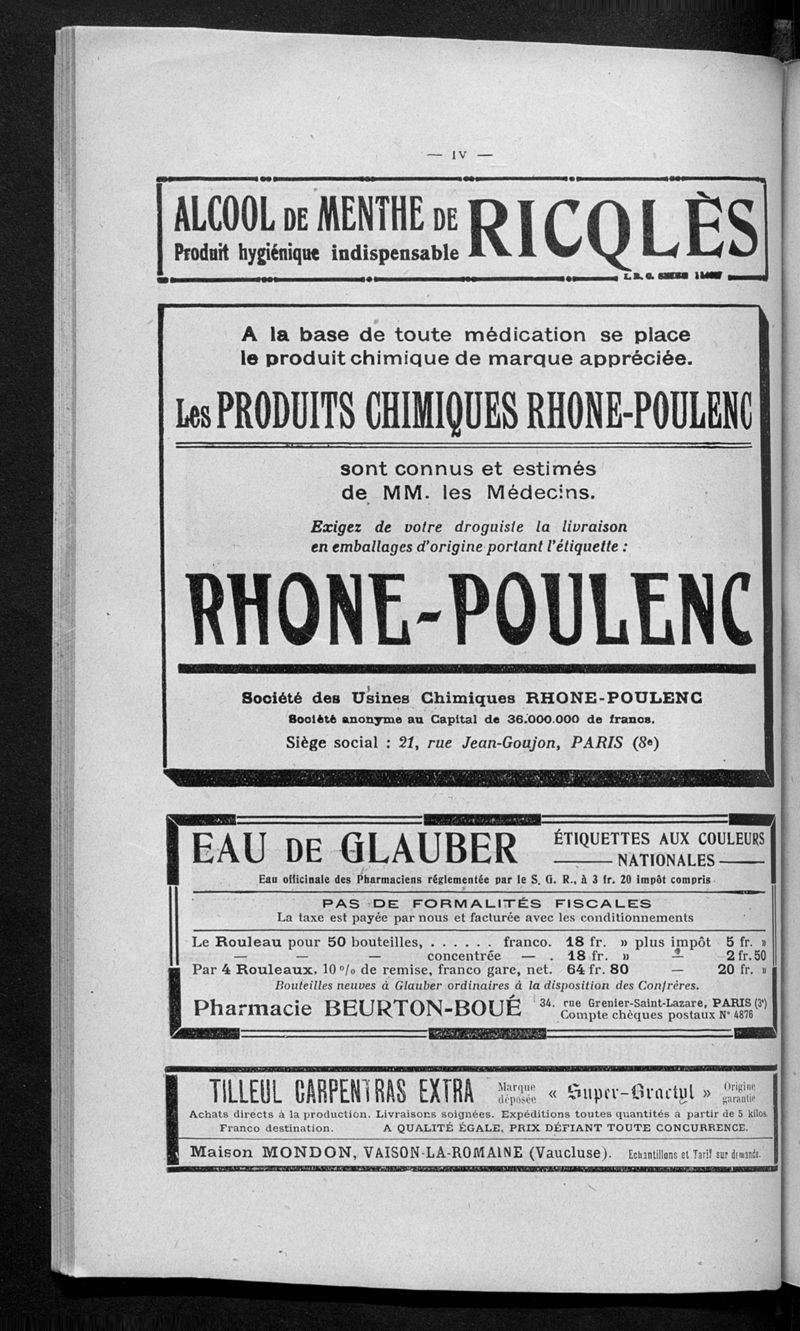 — IV —
ALCOOL DE MENTHE DE RICQLÈS
Produit hygiénique indispensable
A la base de toute médication se place
le produit chimique de marque appréciée.
Les PRODUITS CHIMIQUES RHONE-POULENC
sont connus et estimés
de MM. les Médecins.
Exigez de votre droguiste la livraison
en emballages d'origine portant l'étiquette :
RHONE-POULENC
Société des Usines Chimiques RHONE-POULENC
Société anonyme au Capital de 36.000.000 de francs.
Siège social : 21, rue Jean-Goujon, PARIS (8e)
EAU DE GLAUBER
ÉTIQUETTES AUX COULEURS
NATIONALES
Eau officinale des Pharmaciens réglementée par le S. G. R., à 3 fr. 20 impôt compris
PAS DE FORMALITÉS FISCALES
La taxe est payée par nous et facturée avec les conditionnements
Le Rouleau pour 50 bouteilles, . . . . . . franco. 18 fr. » plus impôt 5 fr. »
— — — concentrée — . 18 fr. » — 2 fr. 50
Par 4 Rouleaux, 10 % de remise, franco gare, net. 64 fr. 80 — 20 fr. »
Bouteilles neuves à Glauber ordinaires à la disposition des Confrères.
Pharmacie BEURTON-BOUÉ
34, rue Grenier-Saint-Lazare, PARIS (3e)
Compte chèques postaux N° 4876
TILLEUL CARPENTRAS EXTRA Marque déposée « Super-Bractyl » Origine garantie
Achats directs à la production. Livraisons soignées. Expéditions toutes quantités à partir de 5 kilos
Franco destination. A QUALITÉ ÉGALE, PRIX DÉFIANT TOUTE CONCURRENCE.
Maison MONDON, VAISON-LA-ROMAINE (Vaucluse). Echantillons et Tarif sur demande.